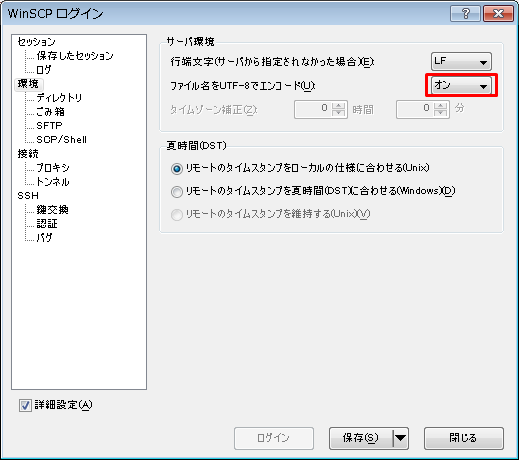 WinSCP ログイン
セッション
保存したセッション
ログ
環境
ディレクトリ
ごみ箱
SFTP
SCP/Shell
接続
プロキシ
トンネル
SSH
鍵交換
認証
バグ
詳細設定(A)
サーバ環境
行端文字(サーバから指定されなかった場合)(E): LF
ファイル名をUTF-8でエンコード(U): オン
タイムゾーン補正(Z): 0 時間 0 分
夏時間(DST)
リモートのタイムスタンプをローカルの仕様に合わせる(Unix)
リモートのタイムスタンプを夏時間(DST)に合わせる(Windows)(D)
リモートのタイムスタンプを維持する(Unix)(V)
ログイン 保存(S) 閉じる